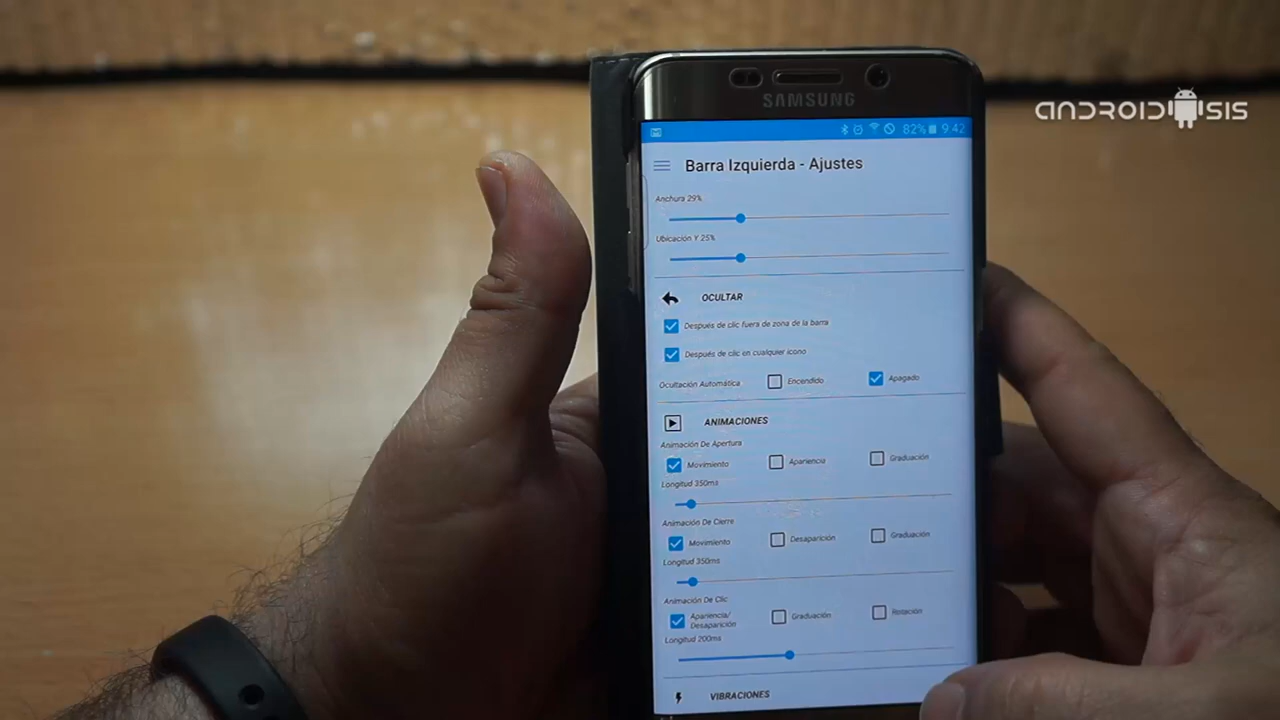 ANDROIDSIS
SAMSUNG
82% 9:42
Barra Izquierda - Ajustes
Anchura 29%
Ubicación Y 25%
OCULTAR
Después de clic fuera de zona de la barra
Después de clic en cualquier icono
Ocultación Automática Encendido Apagado
ANIMACIONES
Animación De Apertura
Movimiento Apariencia Graduación
Longitud 350ms
Animación De Cierre
Movimiento Desaparición Graduación
Longitud 350ms
Animación De Clic
Apariencia/ Graduación Rotación
Desaparición
Longitud 200ms
VIBRACIONES